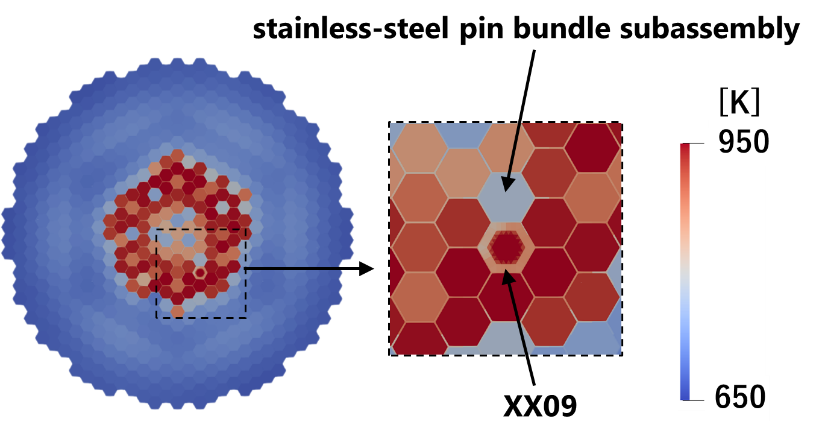 stainless-steel pin bundle subassembly
[K]
950
XX09
650